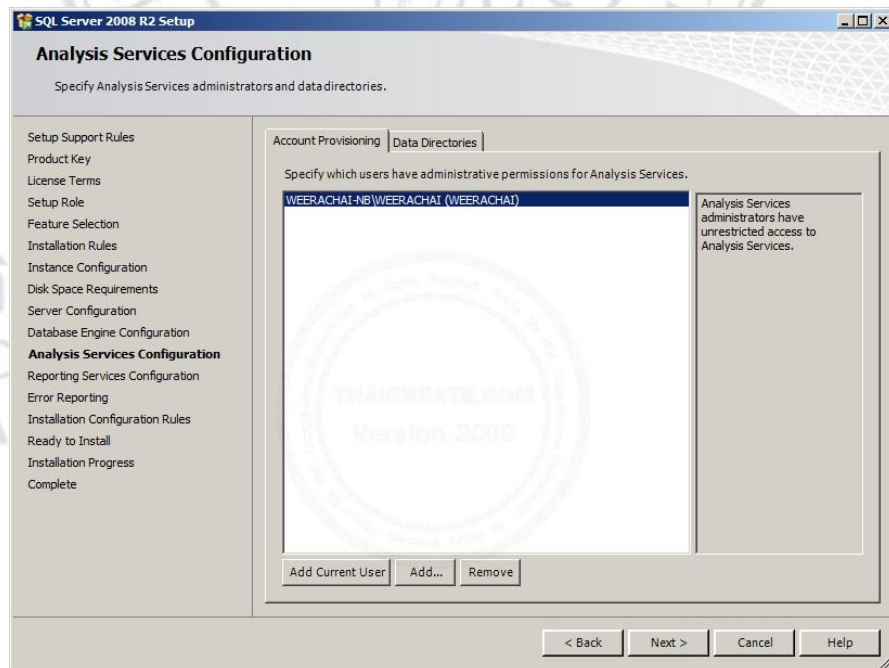 SQL Server 2008 R2 Setup
Analysis Services Configuration
Specify Analysis Services administrators and data directories.
Setup Support Rules
Product Key
License Terms
Setup Role
Feature Selection
Installation Rules
Instance Configuration
Disk Space Requirements
Server Configuration
Database Engine Configuration
Analysis Services Configuration
Reporting Services Configuration
Error Reporting
Installation Configuration Rules
Ready to Install
Installation Progress
Complete
Account Provisioning
Data Directories
Specify which users have administrative permissions for Analysis Services.
WEERACHAI-NB\WEERACHAI (WEERACHAI)
Analysis Services
administrators have
unrestricted access to
Analysis Services.
THAICREATE.COM
Version 2009
Add Current User
Add...
Remove
< Back
Next >
Cancel
Help